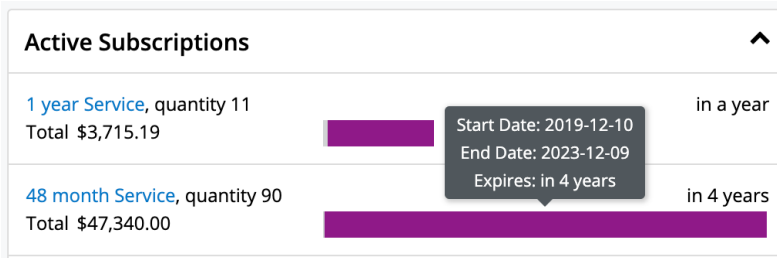 Active Subscriptions
1 year Service, quantity 11
in a year
Total $3,715.19
Start Date: 2019-12-10
End Date: 2023-12-09
Expires: in 4 years
48 month Service, quantity 90
in 4 years
Total $47,340.00